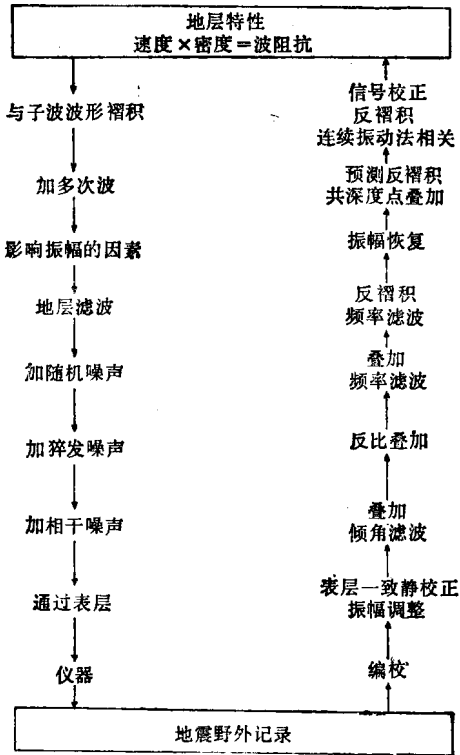 地层特性
速度×密度=波阻抗
与子波波形褶积
加多次波
影响振幅的因素
地层滤波
加随机噪声
加猝发噪声
加相干噪声
通过表层
仪器
信号校正
反褶积
连续振动法相关
预测反褶积
共深度点叠加
振幅恢复
反褶积
频率滤波
叠加
频率滤波
反比叠加
叠加
倾角滤波
表层一致静校正
振幅调整
编校
地震野外记录